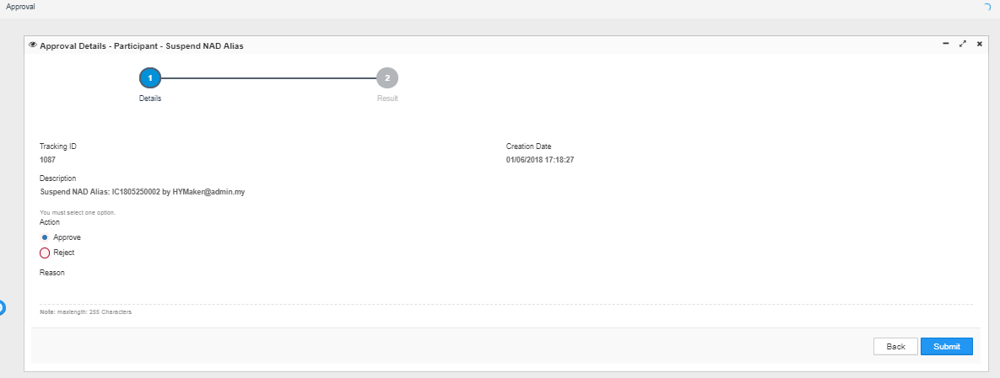 Approval
Approval Details - Participant - Suspend NAD Alias
1
2
Details
Result
Tracking ID
Creation Date
1087
01/06/2018 17:18:27
Description
Suspend NAD Alias: IC1805250002 by HYMaker@admin.my
You must select one option.
Action
Approve
Reject
Reason
Note: maxlength: 255 Characters
Back
Submit